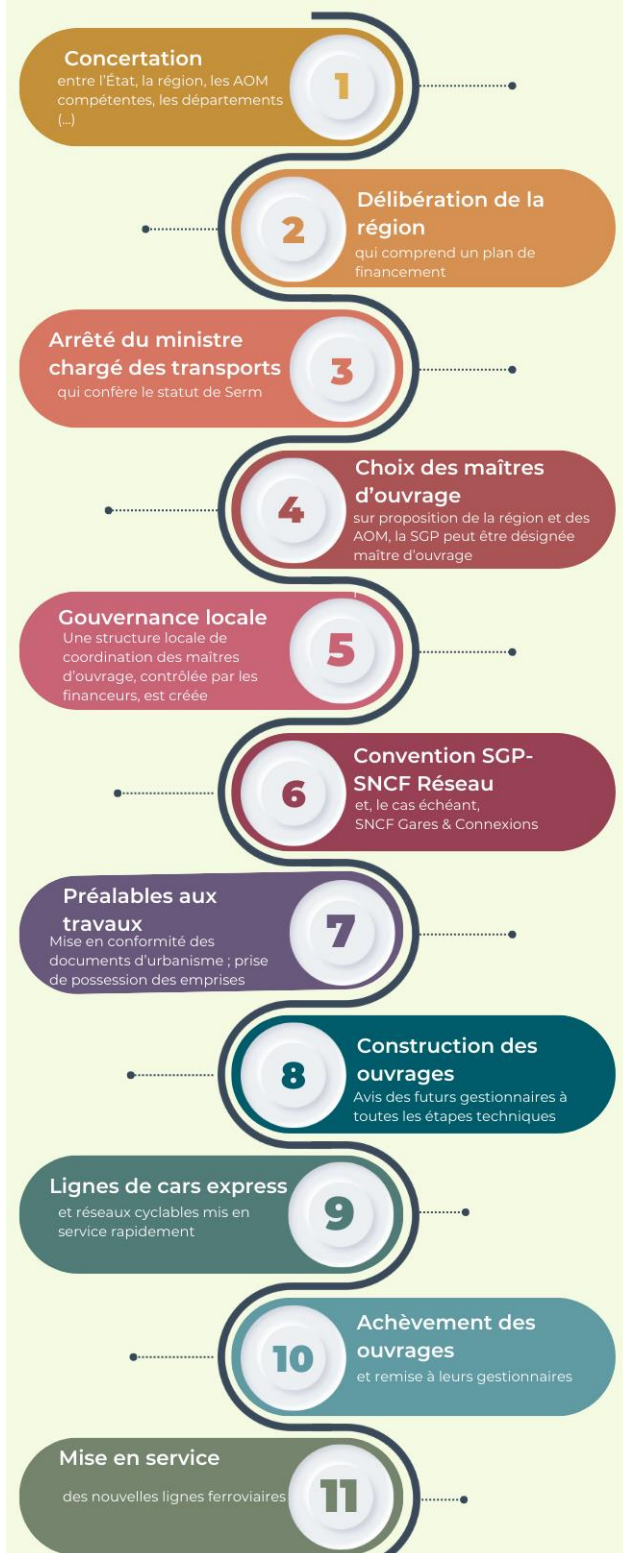 Concertation
entre l'État, la région, les AOM
compétentes, les départements
(...)
1
2
Délibération de la
région
qui comprend un plan de
financement
Arrêté du ministre
chargé des transports
qui confère le statut de Serm
3
4
Choix des maîtres
d'ouvrage
sur proposition de la région et des
AOM, la SGP peut être désignée
maître d'ouvrage
Gouvernance locale
Une structure locale de
coordination des maîtres
d'ouvrage, contrôlée par les
financeurs, est créée
5
6
Convention SGP-
SNCF Réseau
et, le cas échéant,
SNCF Gares & Connexions
Préalables aux
travaux
Mise en conformité des
documents d'urbanisme ; prise
de possession des emprises
7
8
Construction des
ouvrages
Avis des futurs gestionnaires à
toutes les étapes techniques
Lignes de cars express
et réseaux cyclables mis en
service rapidement
9
10
Achèvement des
ouvrages
et remise à leurs gestionnaires
Mise en service
des nouvelles lignes ferroviaires
11